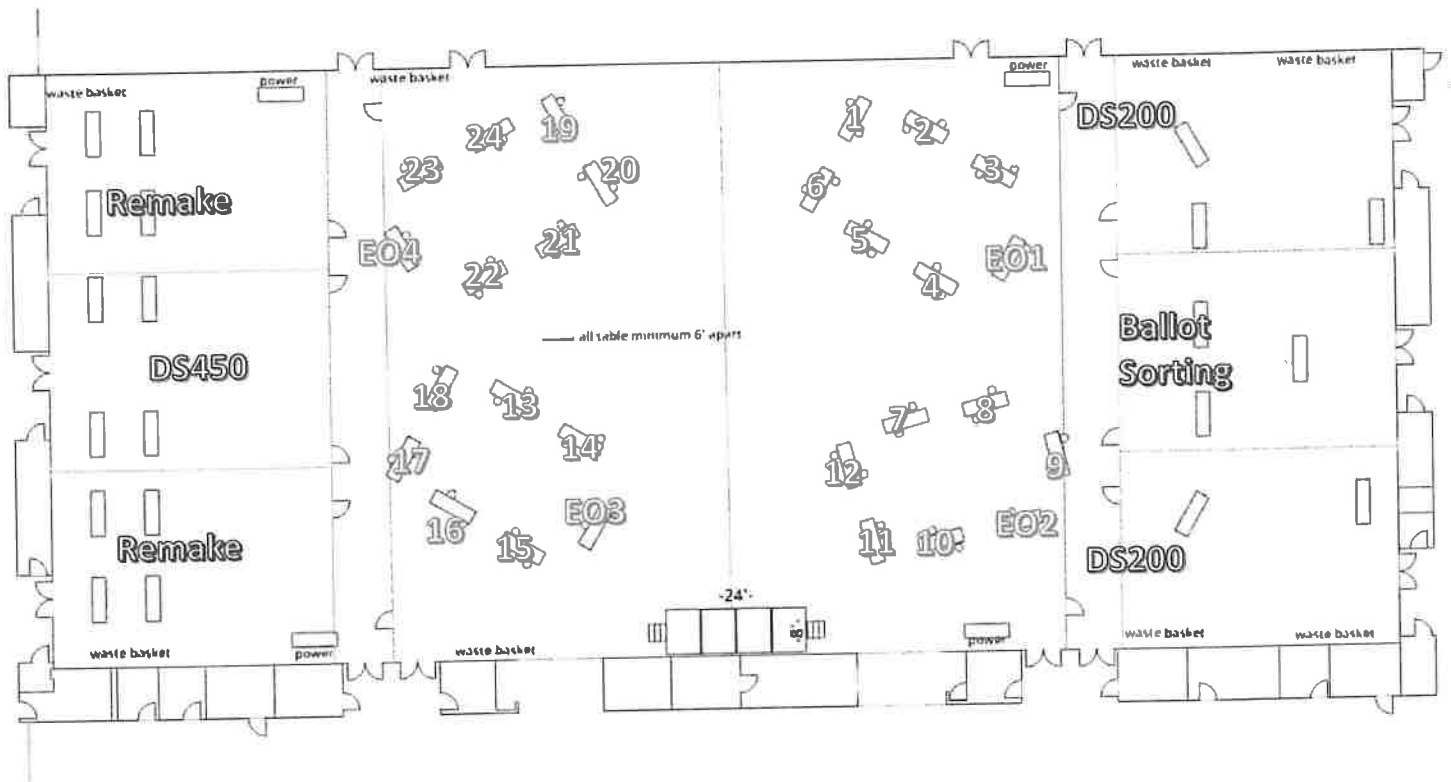 waste basket
power
waste basket
power
waste basket
waste basket
Remake
DS450
Remake
waste basket
power
24
19
23
20
EO4
21
22
18
13
14
17
16
EO3
15
waste basket
1
2
3
6
5
EO1
4
all table minimum 6' apart
7
8
12
9
11
10
EO2
-24'-
-8'-
power
DS200
Ballot
Sorting
DS200
waste basket
waste basket